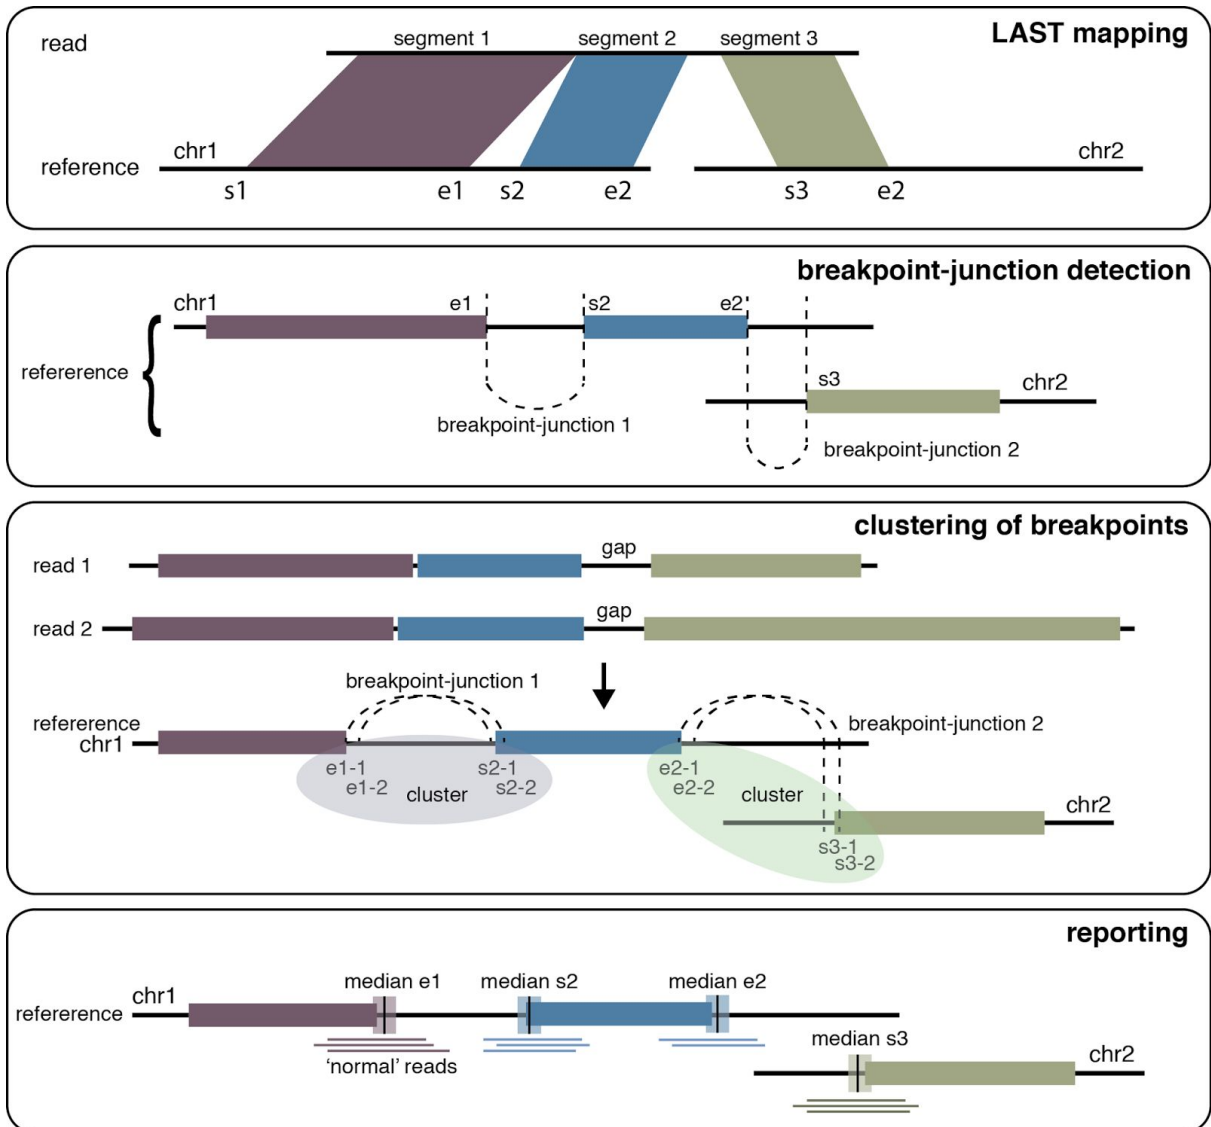 LAST mapping
read
segment 1 segment 2 segment 3
chr1 chr2
reference
s1 e1 s2 e2 s3 e2
breakpoint-junction detection
chr1 e1 s2 e2
refererence {
s3 chr2
breakpoint-junction 1
breakpoint-junction 2
clustering of breakpoints
gap
read 1
gap
read 2
breakpoint-junction 1
refererence breakpoint-junction 2
chr1
e1-1 s2-1 e2-1
e1-2 s2-2 e2-2
cluster cluster
chr2
s3-1
s3-2
reporting
median e1 median s2 median e2
chr1
refererence
median s3
chr2
‘normal’ reads